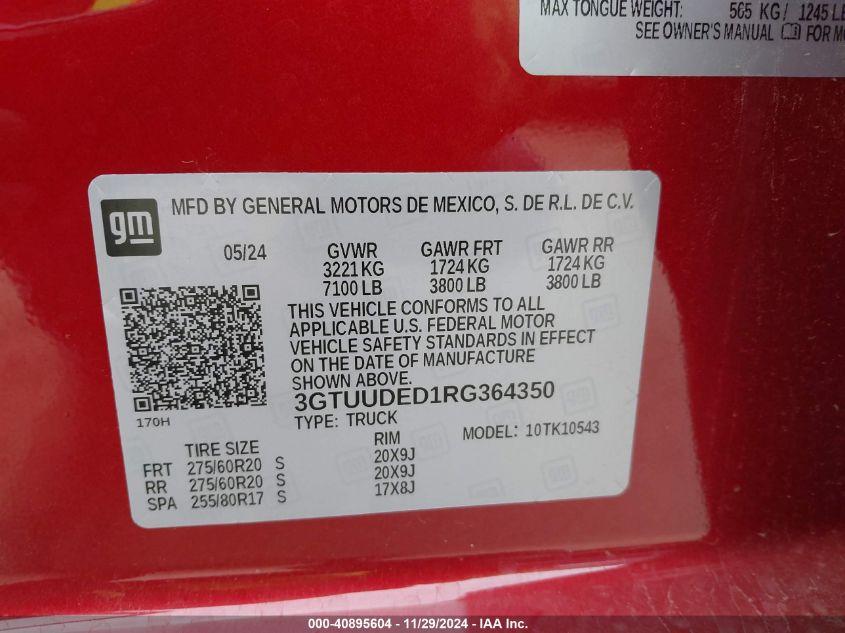 MAX TONGUE WEIGHT: 565 KG / 1245 LB
SEE OWNER'S MANUAL FOR MO
gm
MFD BY GENERAL MOTORS DE MEXICO, S. DE R.L. DE C.V.
05/24 GVWR GAWR FRT GAWR RR
3221 KG 1724 KG 1724 KG
7100 LB 3800 LB 3800 LB
THIS VEHICLE CONFORMS TO ALL
APPLICABLE U.S. FEDERAL MOTOR
VEHICLE SAFETY STANDARDS IN EFFECT
ON THE DATE OF MANUFACTURE
SHOWN ABOVE.
3GTUUDED1RG364350
170H
TYPE: TRUCK MODEL: 10TK10543
TIRE SIZE RIM
FRT 275/60R20 S 20X9J
RR 275/60R20 S 20X9J
SPA 255/80R17 S 17X8J
000-40895604 - 11/29/2024 - IAA Inc.